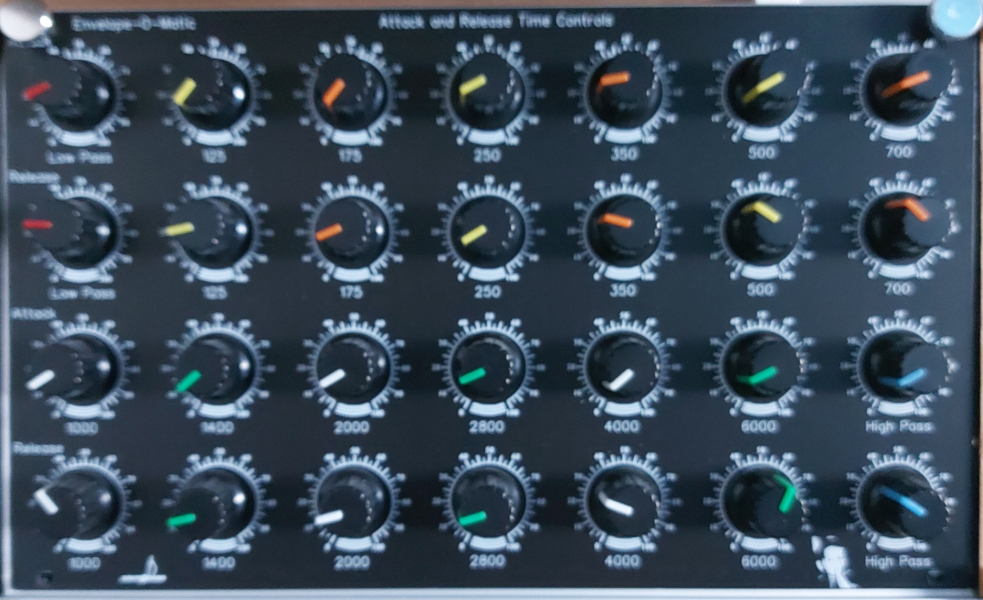 Envelope-O-Matic Attack and Release Time Controls
Low Pass 125 175 250 350 500 700
Release
Low Pass 125 175 250 350 500 700
Attack
1000 1400 2000 2800 4000 6000 High Pass
Release
1000 1400 2000 2800 4000 6000 High Pass